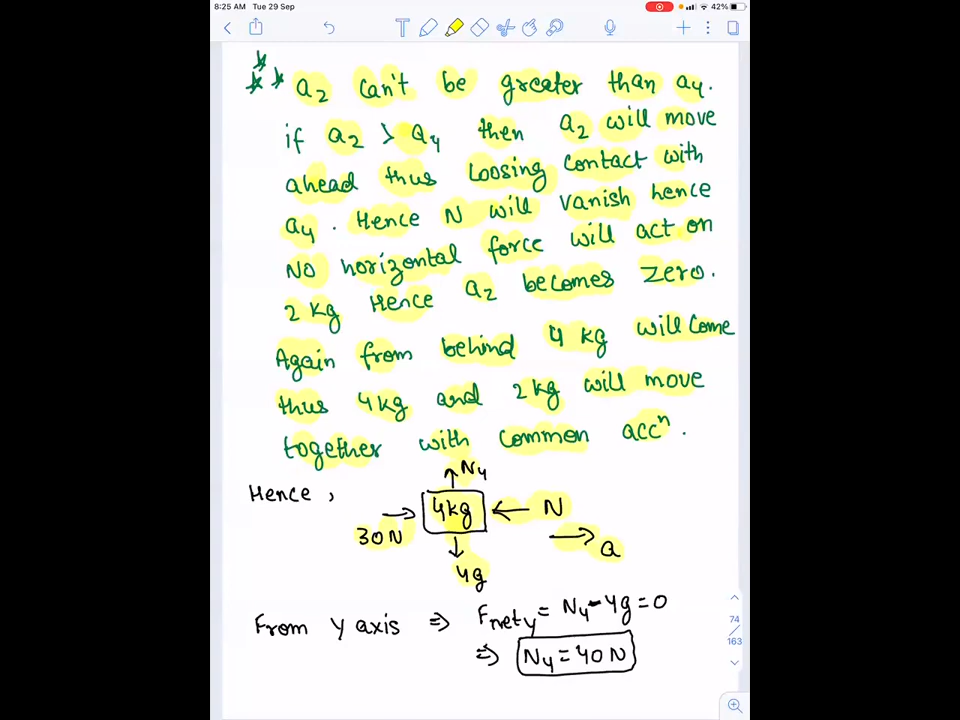 8:25 AM Tue 29 Sep 42%
a2 can't be greater than a4.
if a2 > a4 then a2 will move
ahead thus loosing contact with
a4. Hence N will vanish hence
No horizontal force will act on
2 kg Hence a2 becomes zero.
Again from behind 4 kg will come
thus 4kg and 2kg will move
together with common accn.
N4
Hence, 4kg N
30N a
4g
From y axis ⇒ Fnety = N4-4g=0
⇒ N4=40N
74
/
163